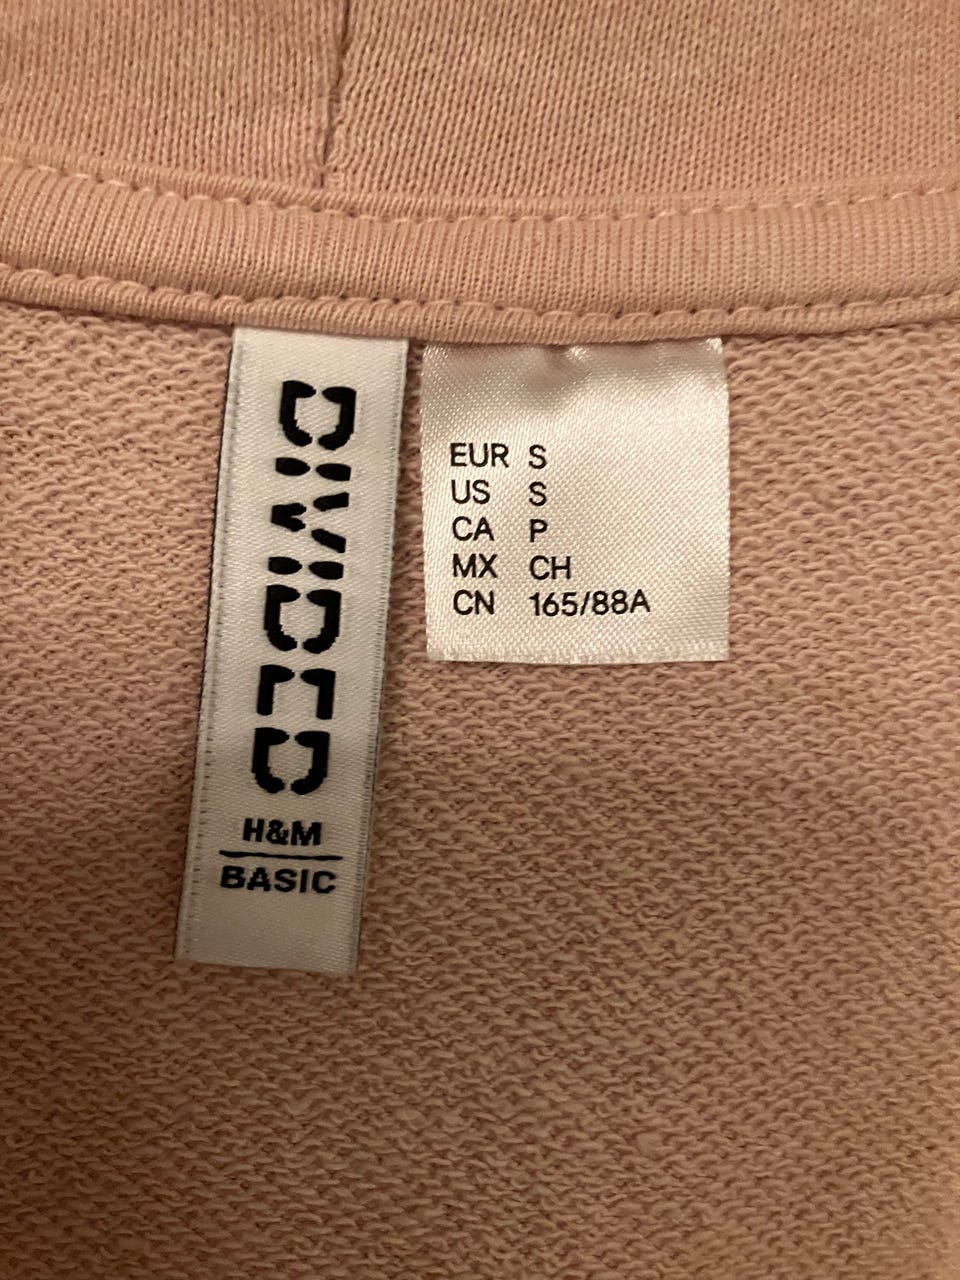 DIVIDED
H&M
BASIC
EUR S
US S
CA P
MX CH
CN 165/88A